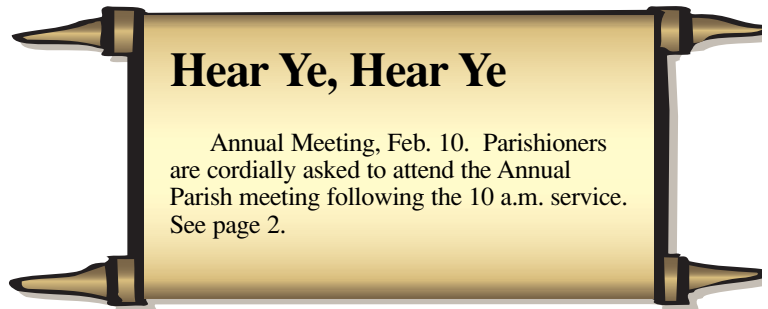 Hear Ye, Hear Ye
Annual Meeting, Feb. 10.  Parishioners
are cordially asked to attend the Annual
Parish meeting following the 10 a.m. service.
See page 2.